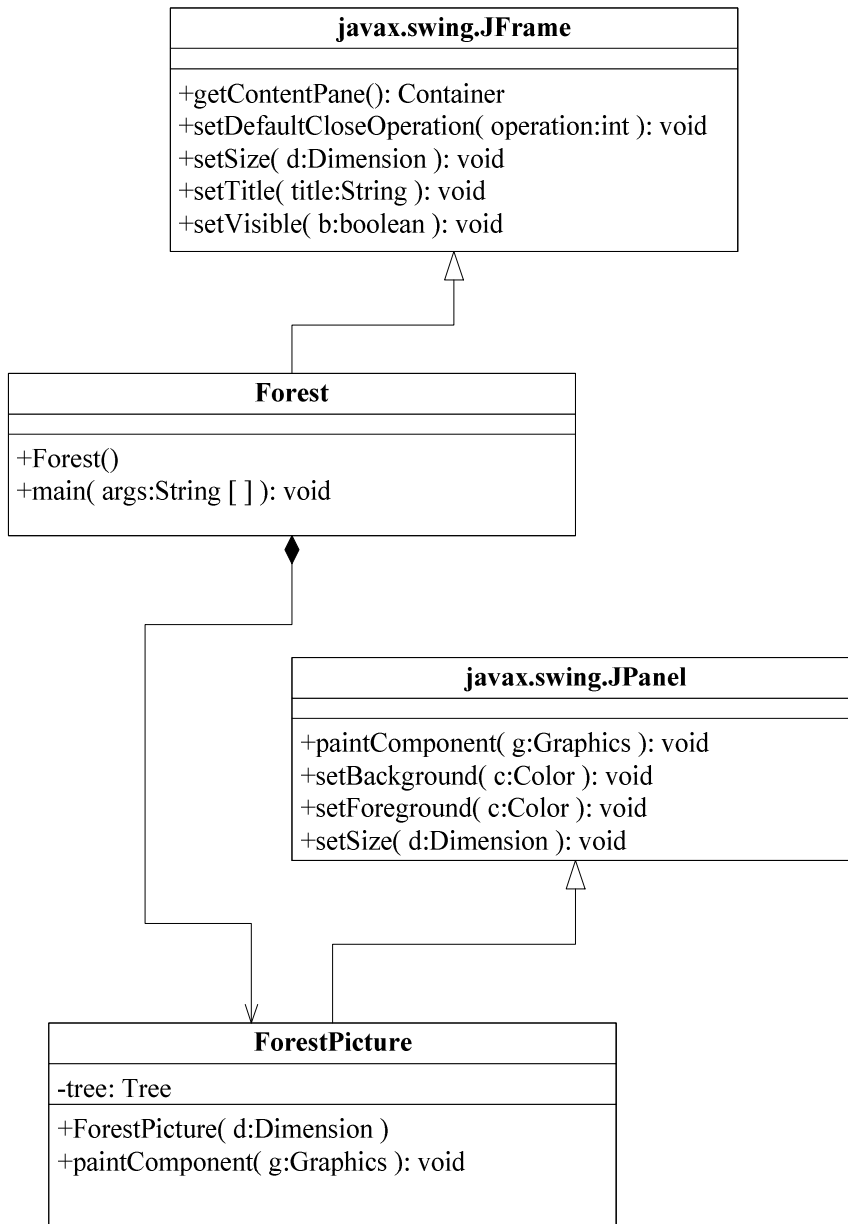 javax.swing.JFrame
+getContentPane(): Container
+setDefaultCloseOperation( operation:int ): void
+setSize( d:Dimension ): void
+setTitle( title:String ): void
+setVisible( b:boolean ): void
Forest
+Forest()
+main( args:String [ ] ): void
javax.swing.JPanel
+paintComponent( g:Graphics ): void
+setBackground( c:Color ): void
+setForeground( c:Color ): void
+setSize( d:Dimension ): void
ForestPicture
-tree: Tree
+ForestPicture( d:Dimension )
+paintComponent( g:Graphics ): void